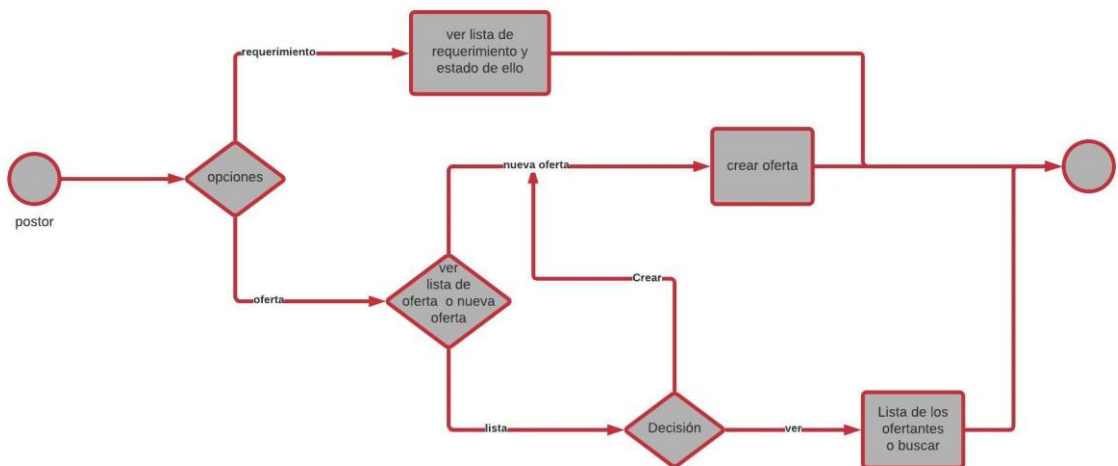 requerimiento
ver lista de
requerimiento y
estado de ello
opciones
postor
nueva oferta
crear oferta
oferta
ver
lista de
oferta o nueva
oferta
Crear
lista
Decisión
ver
Lista de los
ofertantes
o buscar